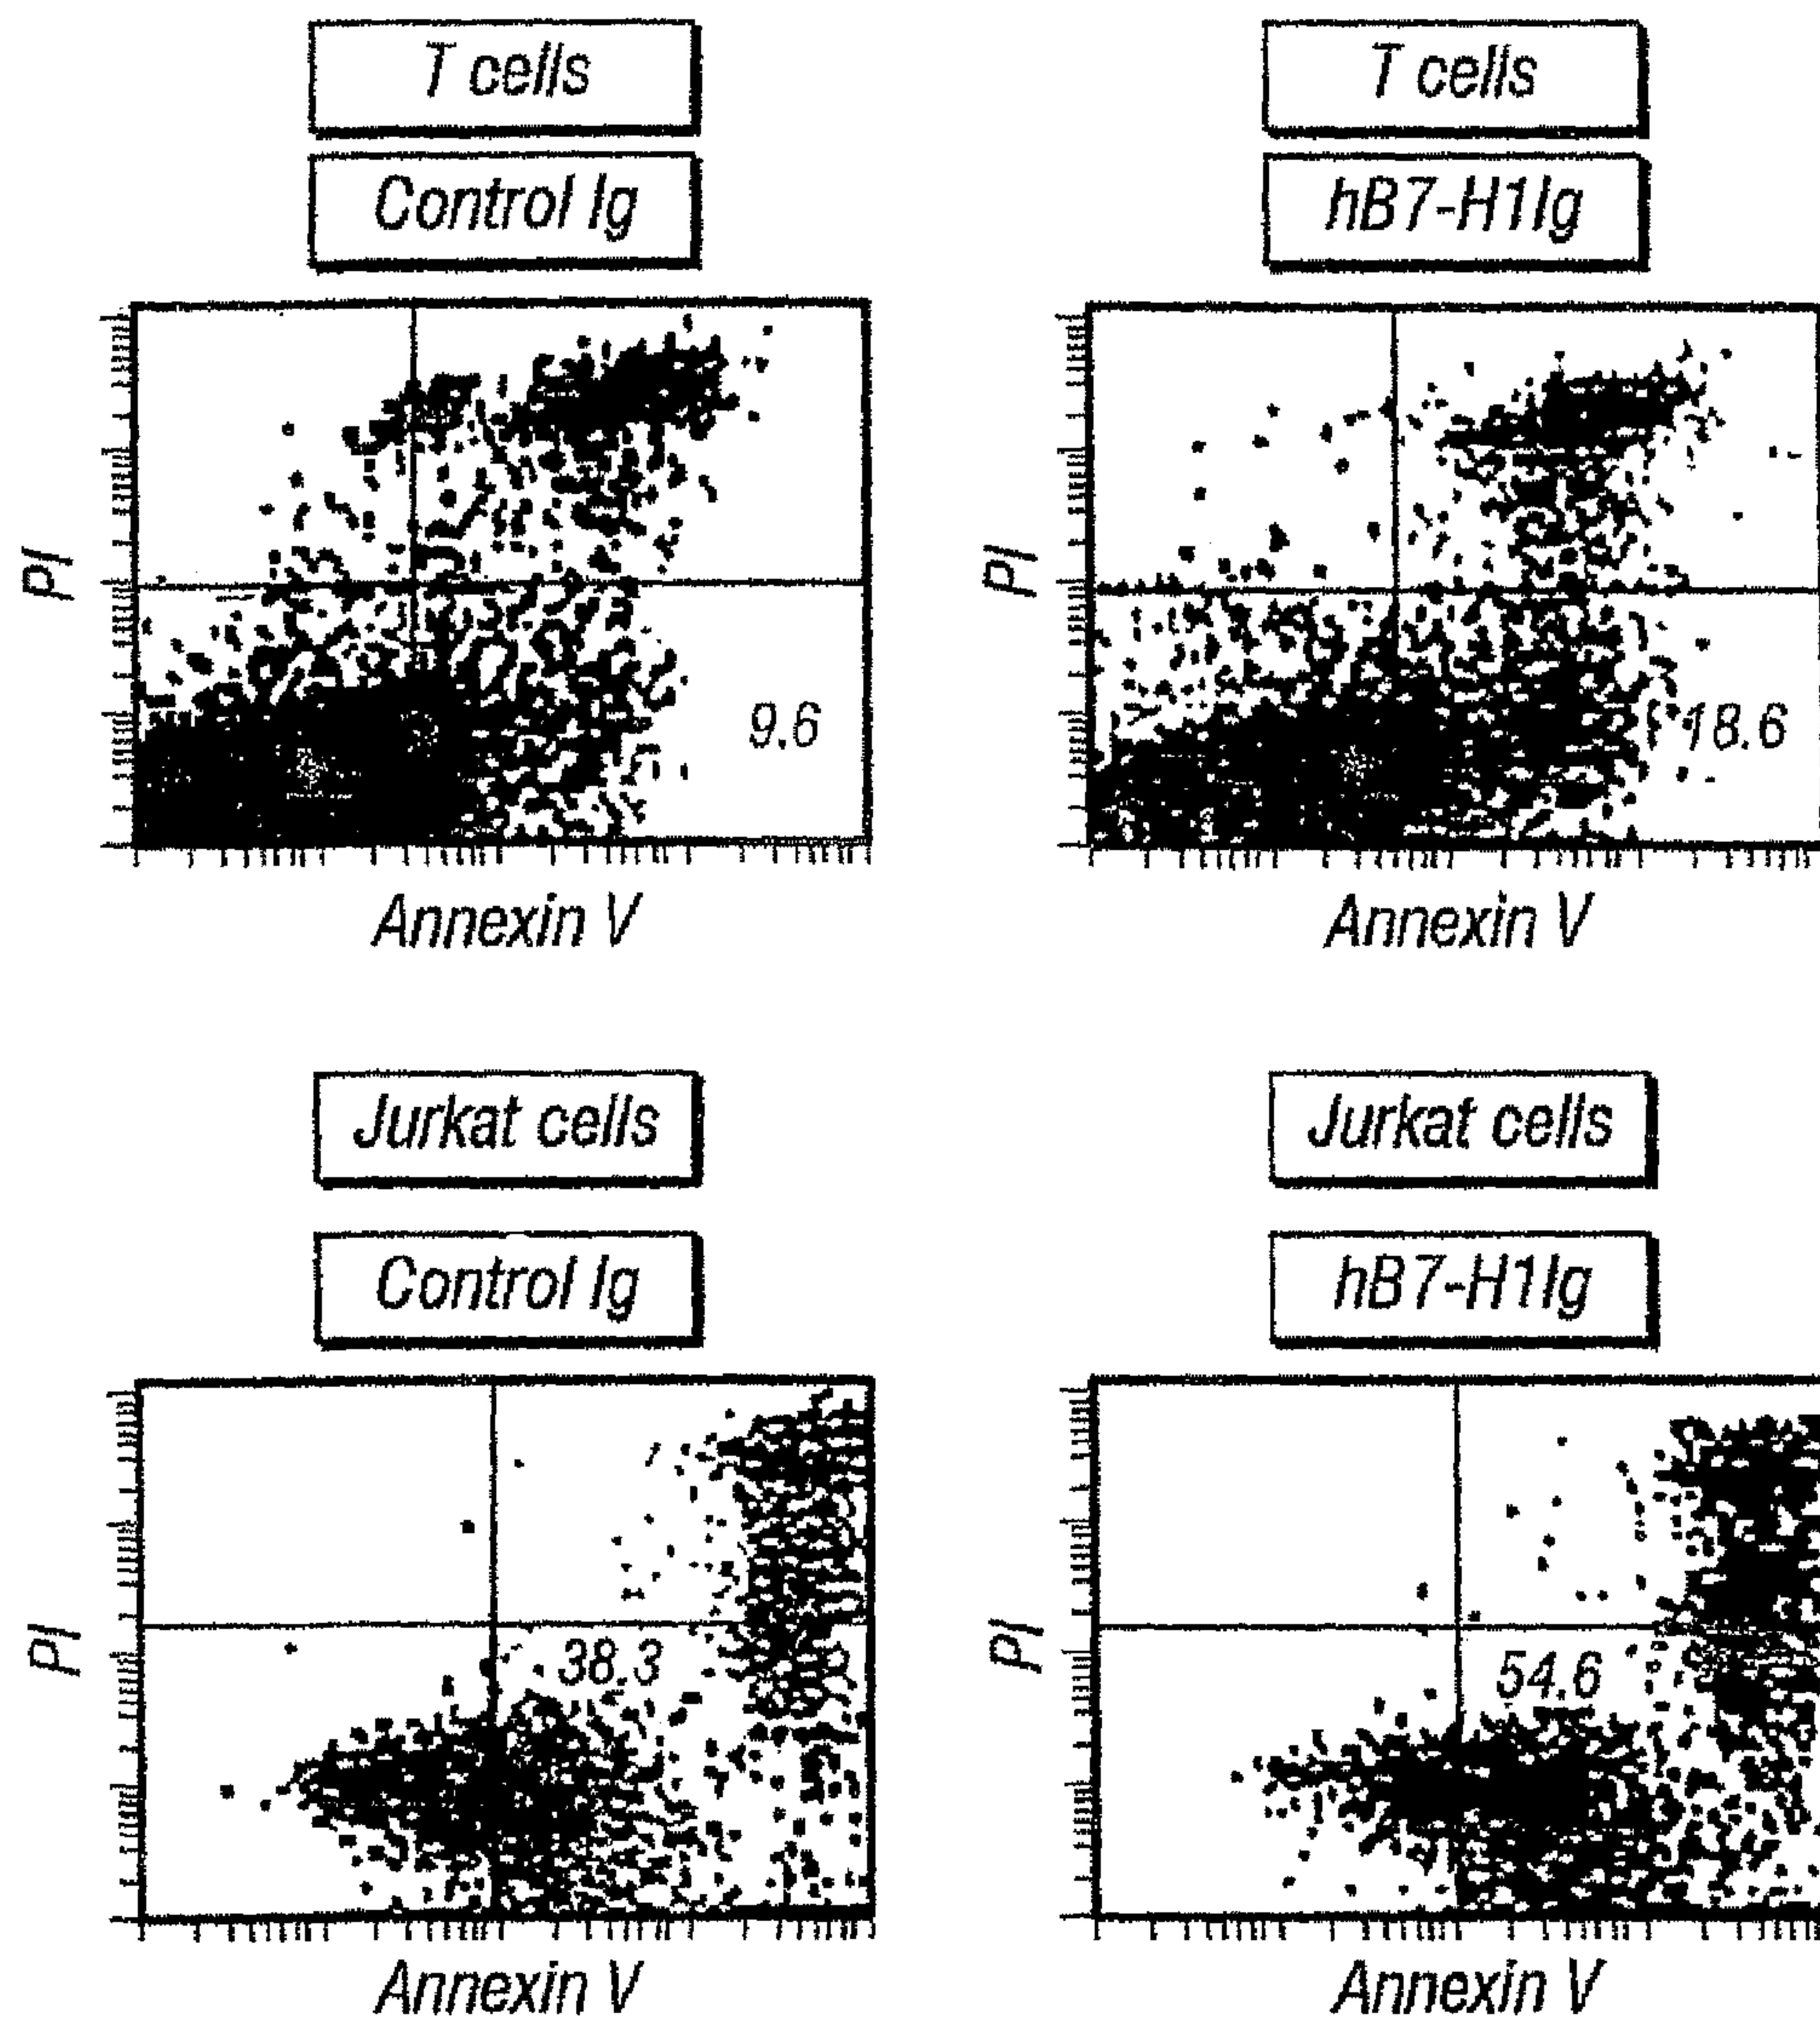 T cells
Control Ig
PI
9.6
Annexin V
T cells
hB7-H1Ig
PI
18.6
Annexin V
Jurkat cells
Control Ig
PI
38.3
Annexin V
Jurkat cells
hB7-H1Ig
PI
54.6
Annexin V